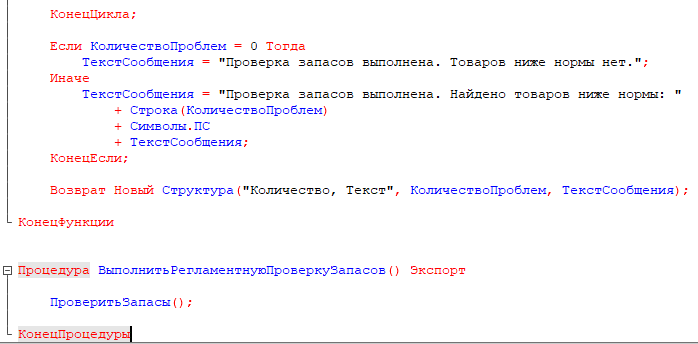 КонецЦикла;
Если КоличествоПроблем = 0 Тогда
ТекстСообщения = "Проверка запасов выполнена. Товаров ниже нормы нет.";
Иначе
ТекстСообщения = "Проверка запасов выполнена. Найдено товаров ниже нормы: "
+ Строка(КоличествоПроблем)
+ Символы.ПС
+ ТекстСообщения;
КонецЕсли;
Возврат Новый Структура("Количество, Текст", КоличествоПроблем, ТекстСообщения);
КонецФункции
Процедура ВыполнитьРегламентнуюПроверкуЗапасов() Экспорт
ПроверитьЗапасы();
КонецПроцедуры